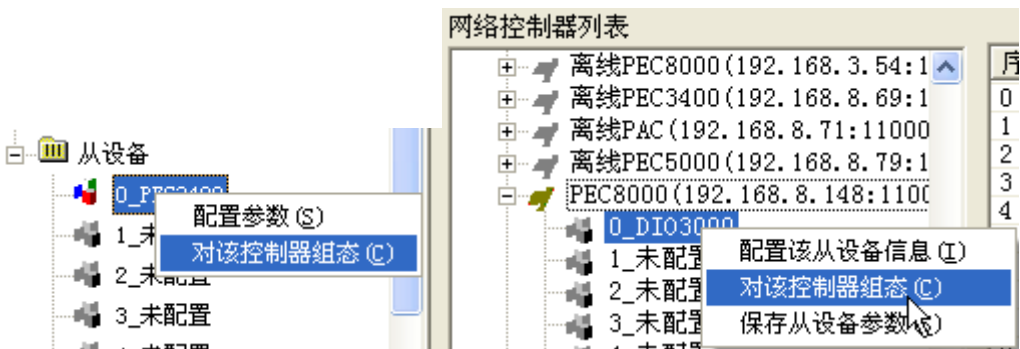 从设备
0_PEC3400
配置参数(S)
1_未
对该控制器组态(C)
2_未配置
3_未配置
网络控制器列表
离线PEC8000(192.168.3.54:1
离线PEC3400(192.168.8.69:1
离线PAC(192.168.8.71:11000
离线PEC5000(192.168.8.79:1
PEC8000(192.168.8.148:1100
0_DIO3000
1_未配置
2_未配置
3_未配置
配置该从设备信息(I)
对该控制器组态(C)
保存从设备参数
序
0
1
2
3
4